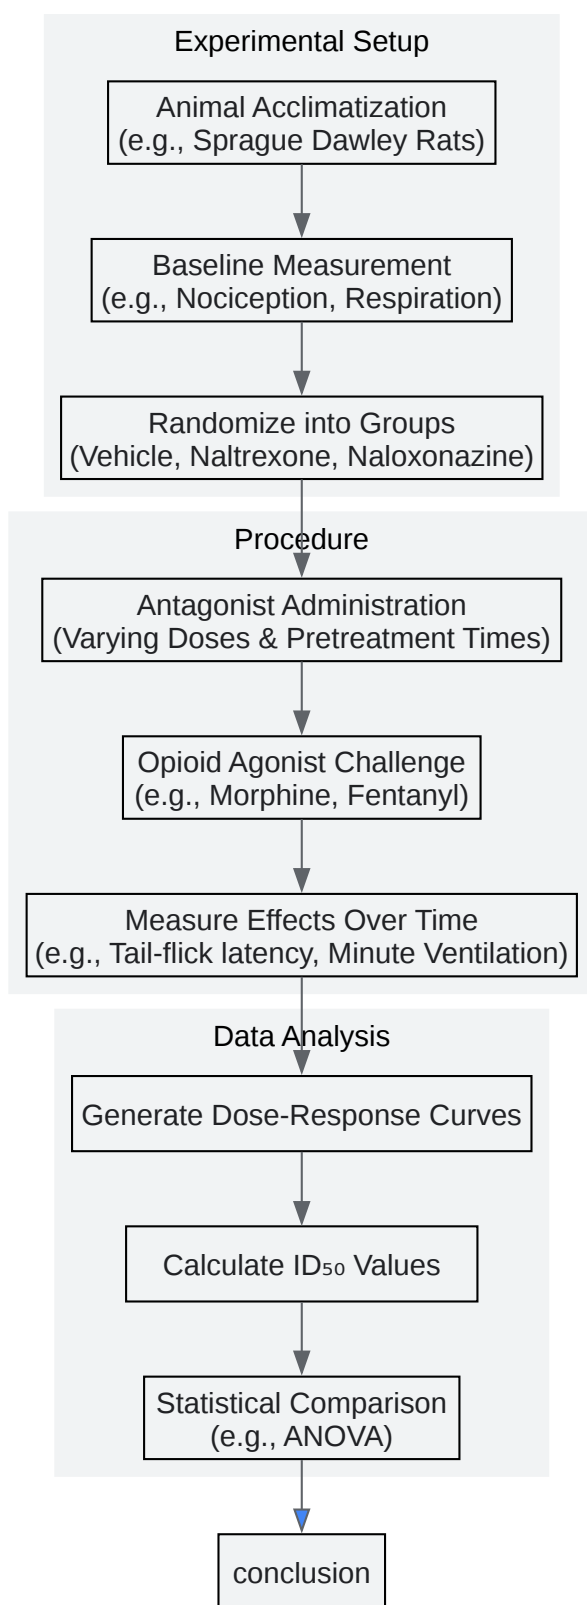 Experimental Setup
Animal Acclimatization
(e.g., Sprague Dawley Rats)
Baseline Measurement
(e.g., Nociception, Respiration)
Randomize into Groups
(Vehicle, Naltrexone, Naloxonazine)
Procedure
Antagonist Administration
(Varying Doses & Pretreatment Times)
Opioid Agonist Challenge
(e.g., Morphine, Fentanyl)
Measure Effects Over Time
(e.g., Tail-flick latency, Minute Ventilation)
Data Analysis
Generate Dose-Response Curves
Calculate ID₅₀ Values
Statistical Comparison
(e.g., ANOVA)
conclusion